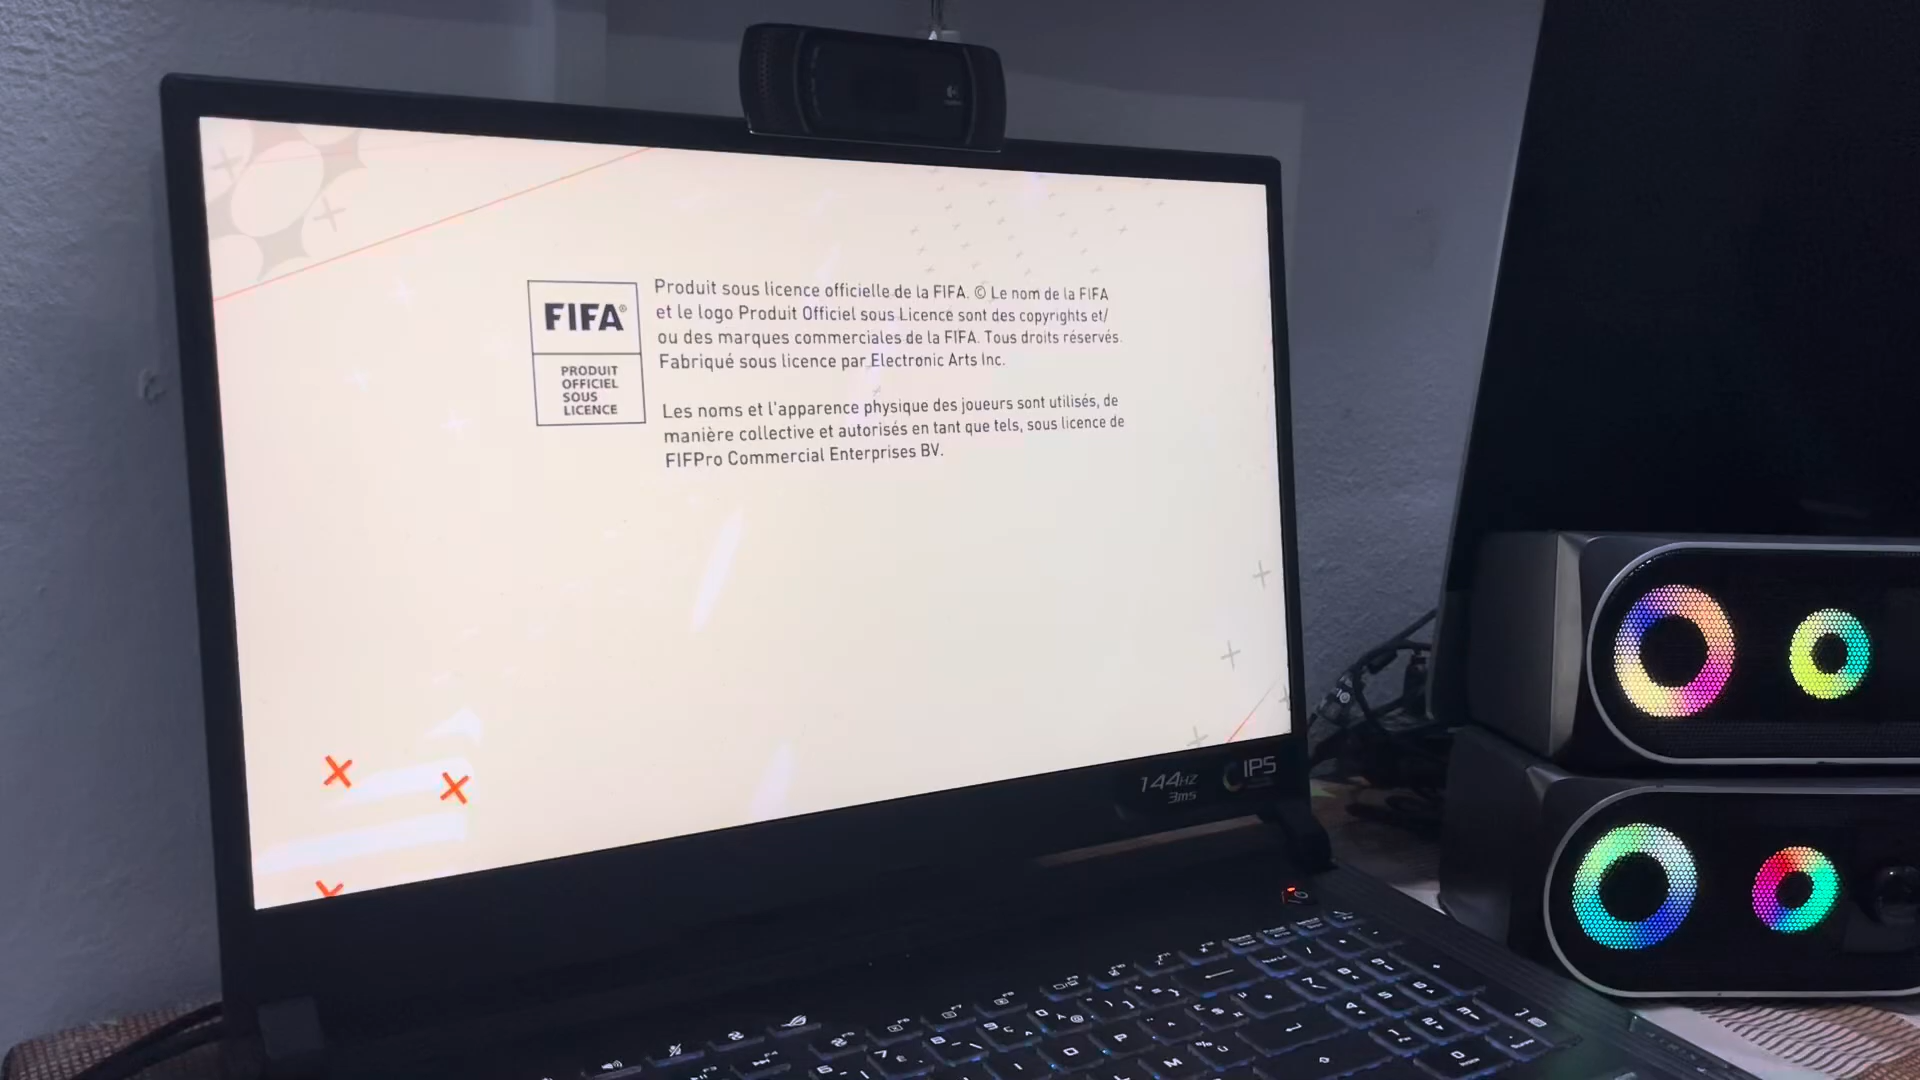 FIFA®
PRODUIT
OFFICIEL
SOUS
LICENCE
Produit sous licence officielle de la FIFA. © Le nom de la FIFA
et le logo Produit Officiel sous Licence sont des copyrights et/
ou des marques commerciales de la FIFA. Tous droits réservés.
Fabriqué sous licence par Electronic Arts Inc.
Les noms et l'apparence physique des joueurs sont utilisés, de
manière collective et autorisés en tant que tels, sous licence de
FIFPro Commercial Enterprises BV.
144HZ
3ms
IPS